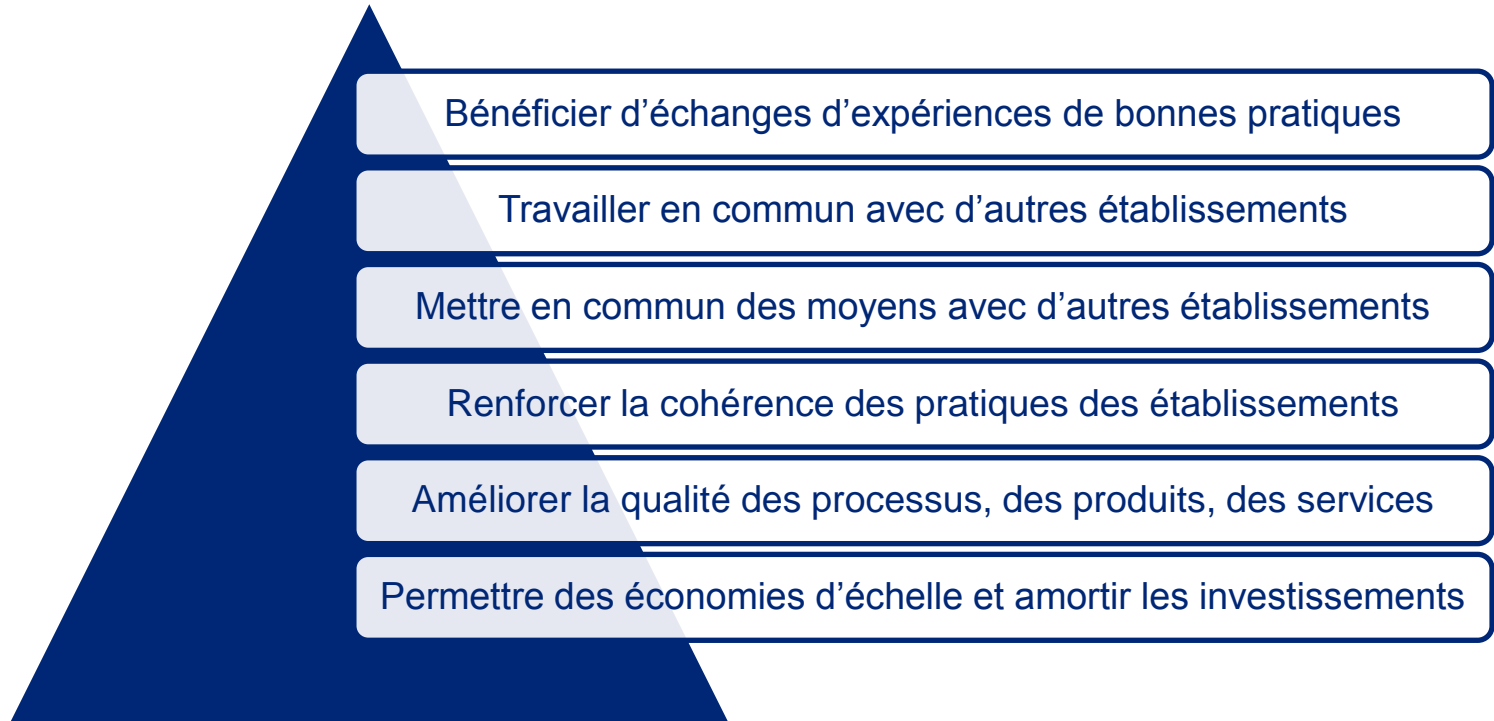 Bénéficier d’échanges d’expériences de bonnes pratiques
Travailler en commun avec d’autres établissements
Mettre en commun des moyens avec d’autres établissements
Renforcer la cohérence des pratiques des établissements
Améliorer la qualité des processus, des produits, des services
Permettre des économies d’échelle et amortir les investissements